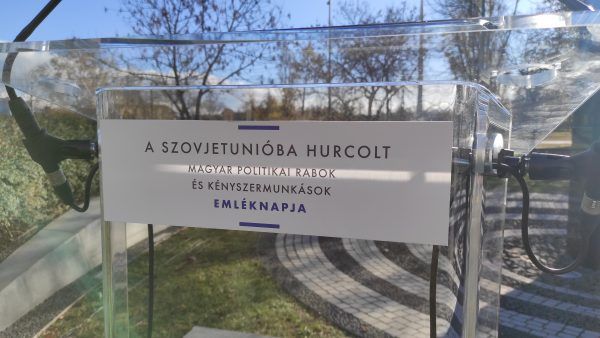 A SZOVJETUNIÓBA HURCOLT
MAGYAR POLITIKAI RABOK
ÉS KÉNYSZERMUNKÁSOK
EMLÉKNAPJA